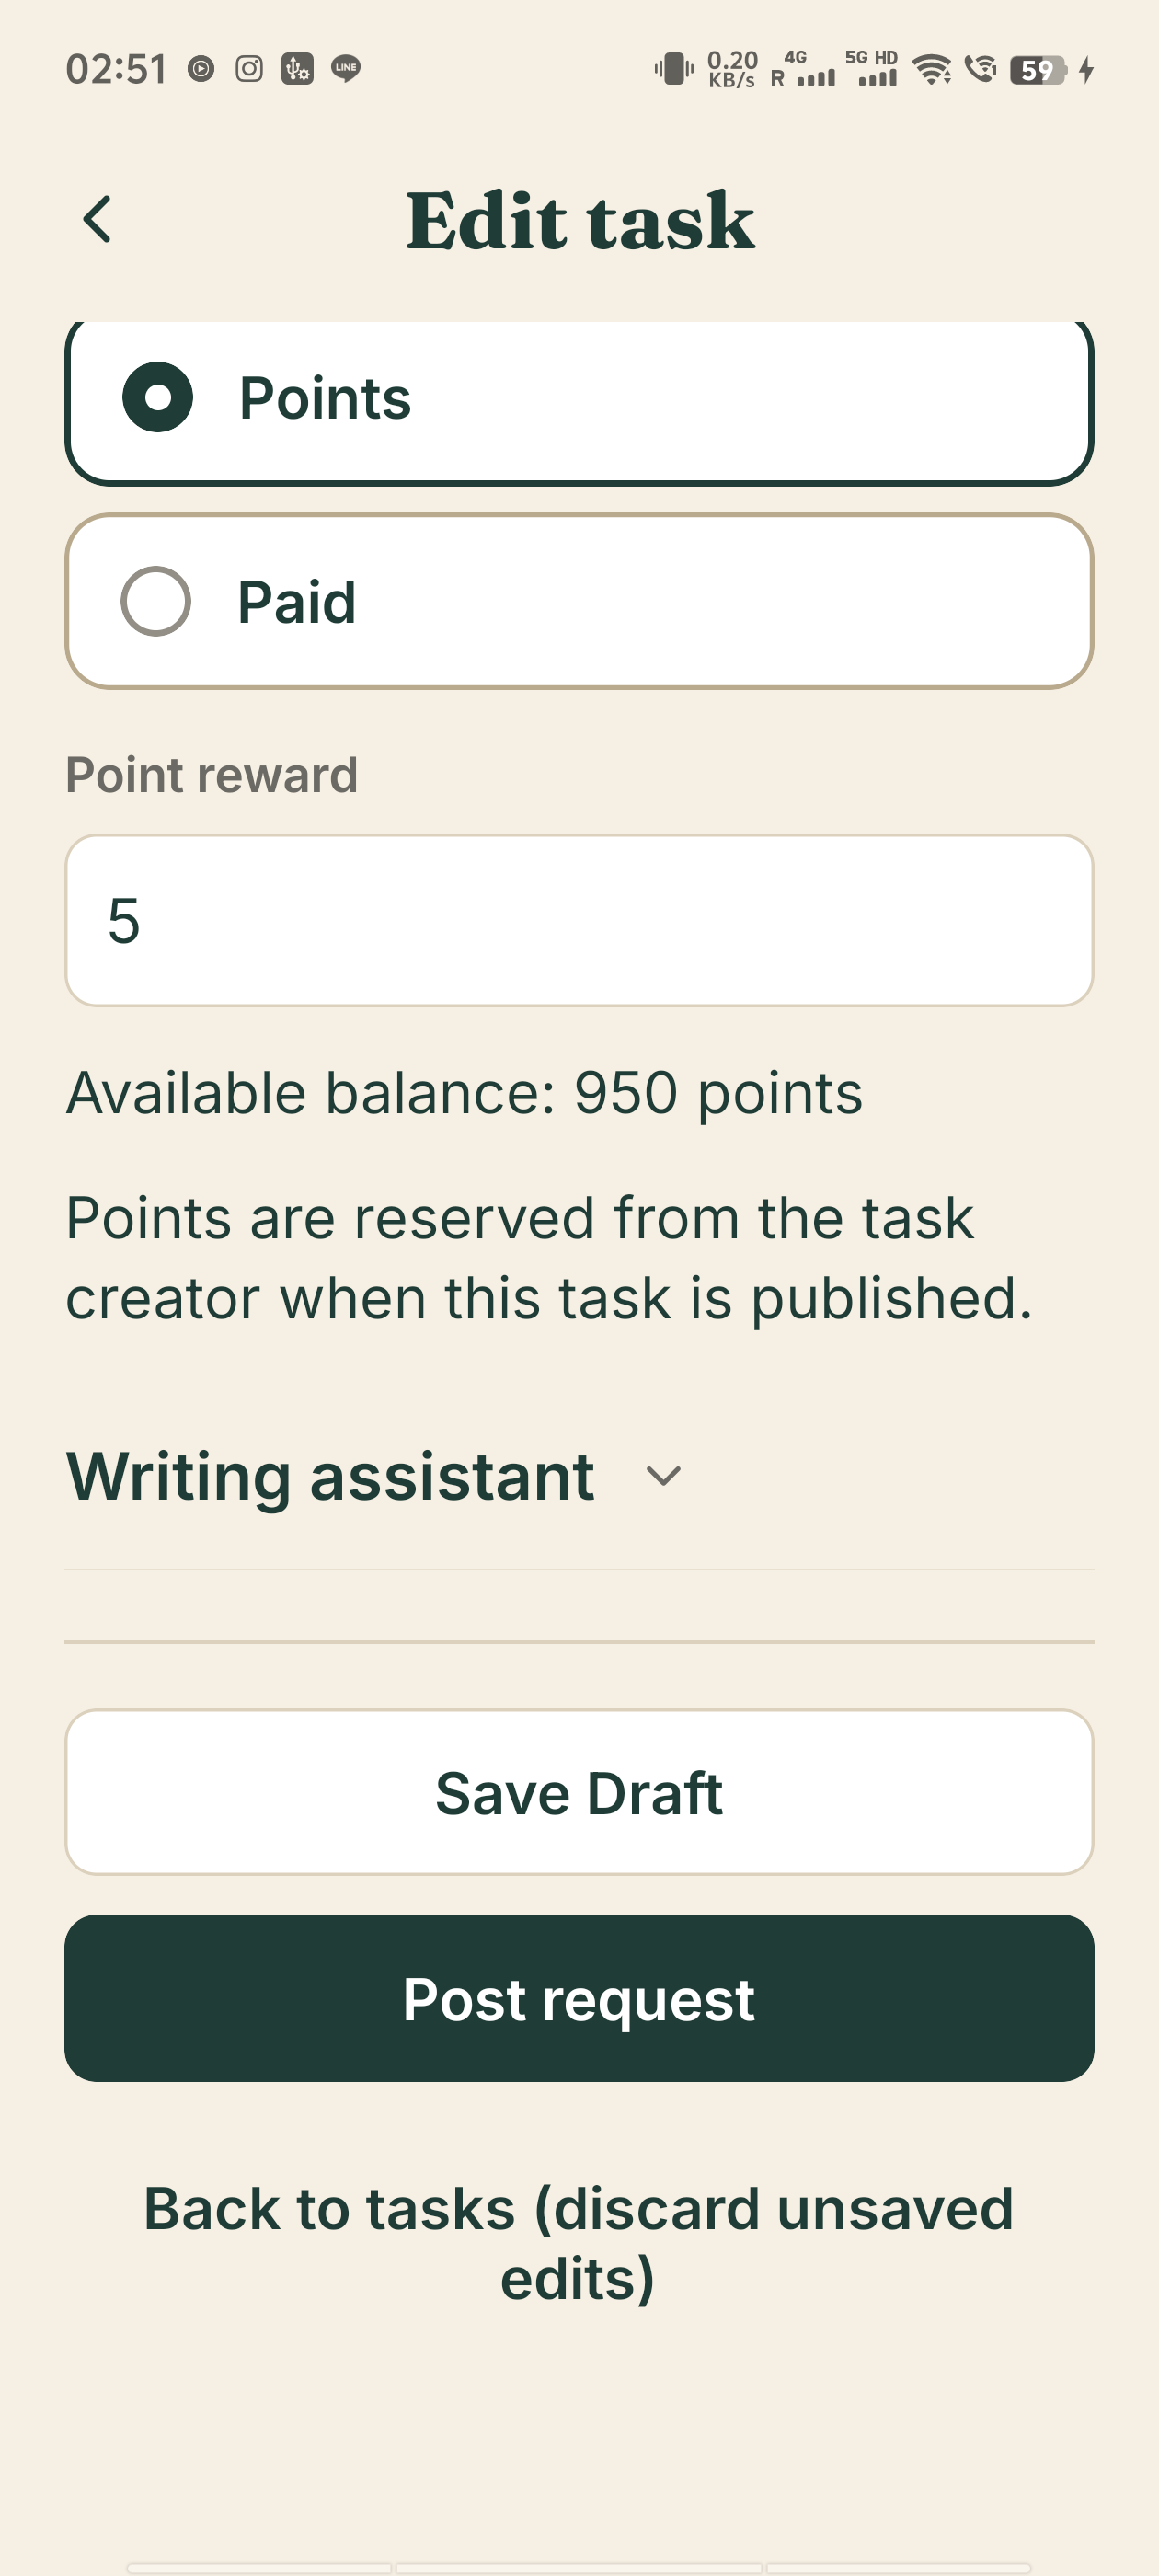 02:51 LINE 0.20 KB/s R 4G 5G HD 59
Edit task
Points
Paid
Point reward
5
Available balance: 950 points
Points are reserved from the task
creator when this task is published.
Writing assistant
Save Draft
Post request
Back to tasks (discard unsaved
edits)